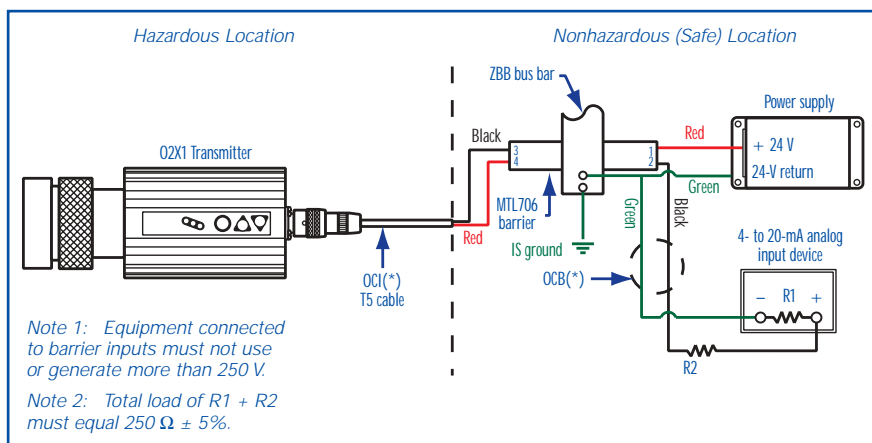 Hazardous Location
Nonhazardous (Safe) Location
ZBB bus bar
Power supply
O2X1 Transmitter
Black
3
4
1
2
Red
+ 24 V
24-V return
Green
MTL706
barrier
Red
IS ground
Green
Black
OCI(*)
T5 cable
OCB(*)
4- to 20-mA analog
input device
– R1 +
R2
Note 1: Equipment connected
to barrier inputs must not use
or generate more than 250 V.
Note 2: Total load of R1 + R2
must equal 250 Ω ± 5%.